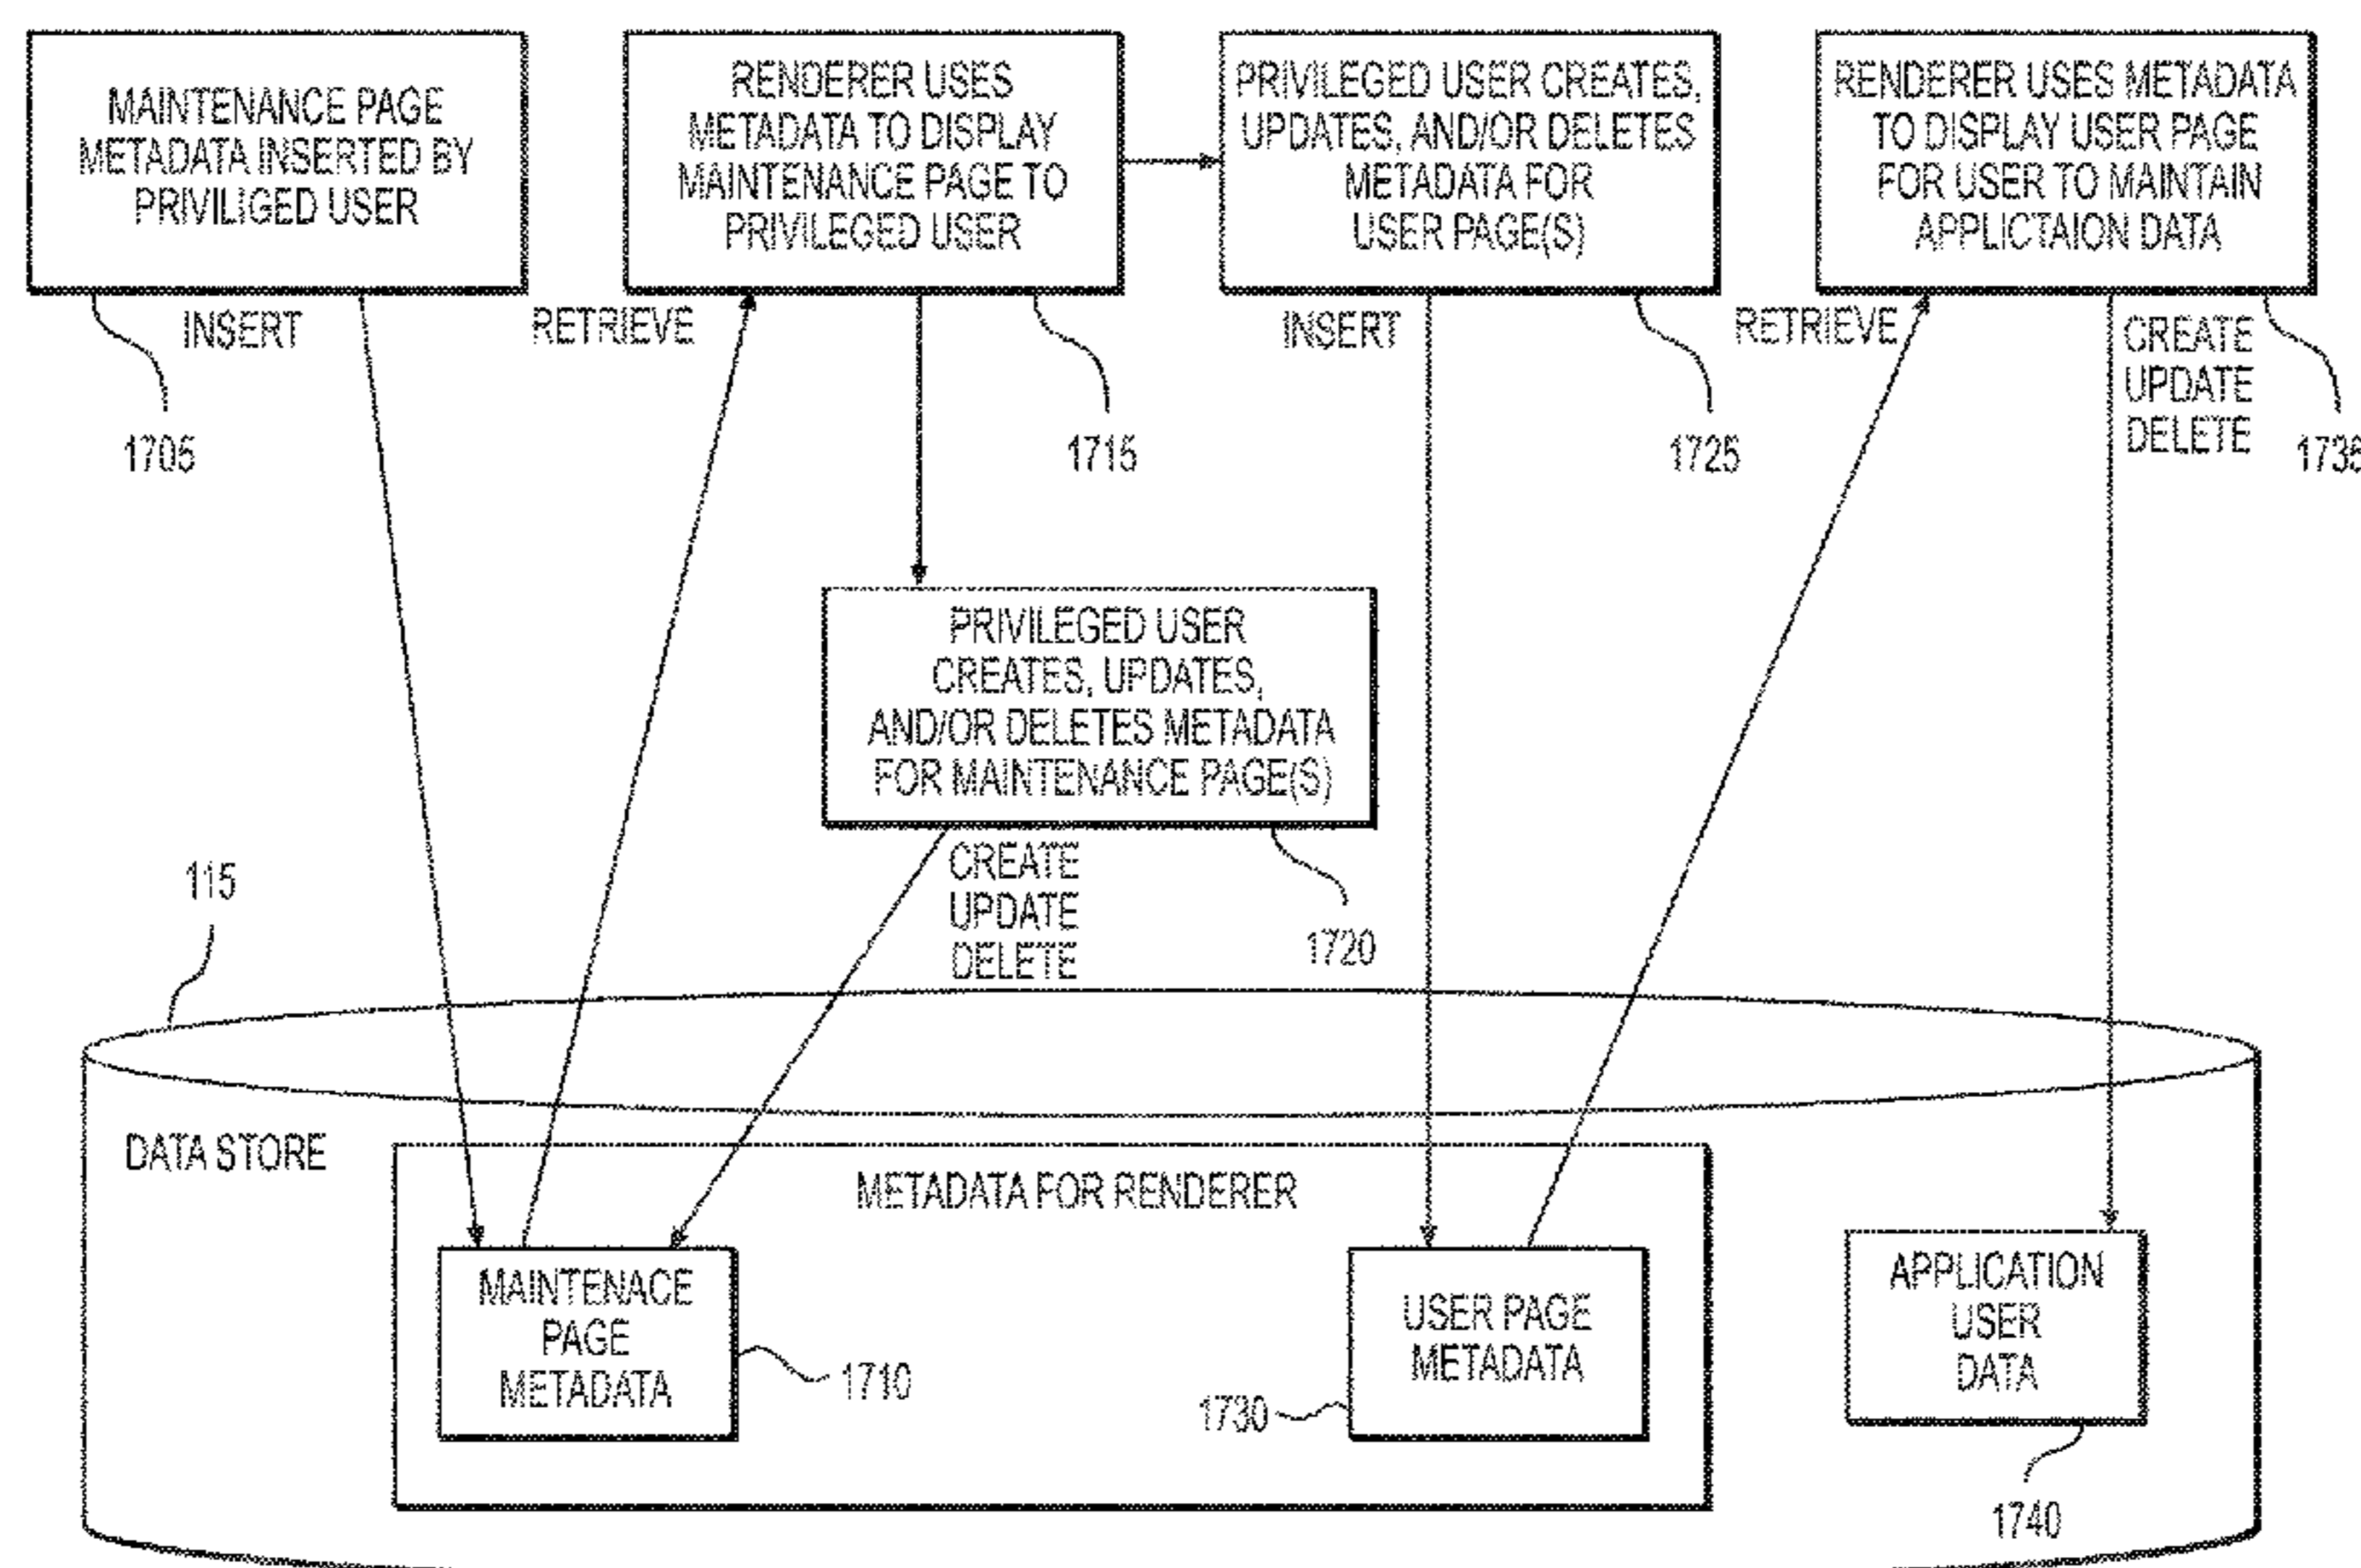 MAINTENANCE PAGE
METADATA INSERTED BY
PRIVILIGED USER
RENDERER USES
METADATA TO DISPLAY
MAINTENANCE PAGE TO
PRIVILEGED USER
PRIVILEGED USER CREATES,
UPDATES, AND/OR DELETES
METADATA FOR
USER PAGE(S)
RENDERER USES METADATA
TO DISPLAY USER PAGE
FOR USER TO MAINTAIN
APPLICTAION DATA
INSERT
1705
RETRIEVE
1715
INSERT
1725
RETRIEVE
CREATE
UPDATE
DELETE
1735
PRIVILEGED USER
CREATES, UPDATES,
AND/OR DELETES METADATA
FOR MAINTENANCE PAGE(S)
CREATE
UPDATE
DELETE
1720
115
DATA STORE
METADATA FOR RENDERER
MAINTENACE
PAGE
METADATA
1710
USER PAGE
METADATA
1730
APPLICATION
USER
DATA
1740